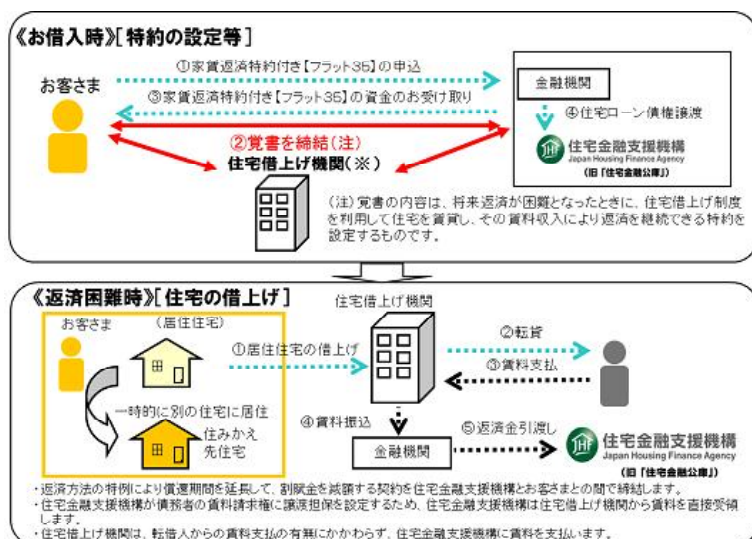 《お借入時》[特約の設定等]
お客さま
①家賃返済特約付き【フラット35】の申込
③家賃返済特約付き【フラット35】の資金のお受け取り
金融機関
④住宅ローン債権譲渡
住宅金融支援機構
Japan Housing Finance Agency
(旧「住宅金融公庫」)
②覚書を締結(注)
住宅借上げ機関(※)
(注)覚書の内容は、将来返済が困難となったときに、住宅借上げ制度
を利用して住宅を賃貸し、その賃料収入により返済を継続できる特約を
設定するものです。
《返済困難時》[住宅の借上げ]
お客さま
(居住住宅)
住宅借上げ機関
①居住住宅の借上げ
②転貸
③賃料支払
一時的に別の住宅に居住
住みかえ
先住宅
④賃料振込
金融機関
⑤返済金引渡し
住宅金融支援機構
Japan Housing Finance Agency
(旧「住宅金融公庫」)
・返済方法の特例により償還期間を延長して、割賦金を減額する契約を住宅金融支援機構とお客さまとの間で締結します。
・住宅金融支援機構が債務者の賃料請求権に譲渡担保を設定するため、住宅金融支援機構は住宅借上げ機関から賃料を直接受領
します。
・住宅借上げ機関は、転借人からの賃料支払の有無にかかわらず、住宅金融支援機構に賃料を支払います。